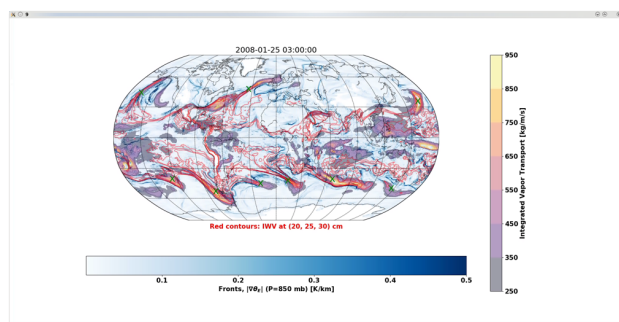 2008-01-25 03:00:00
950
850
750
650
550
450
350
250
Integrated Vapor Transport [kg/m/s]
Red contours: IWV at (20, 25, 30) cm
0.1 0.2 0.3 0.4 0.5
Fronts, |∇θ_E| (P=850 mb) [K/km]